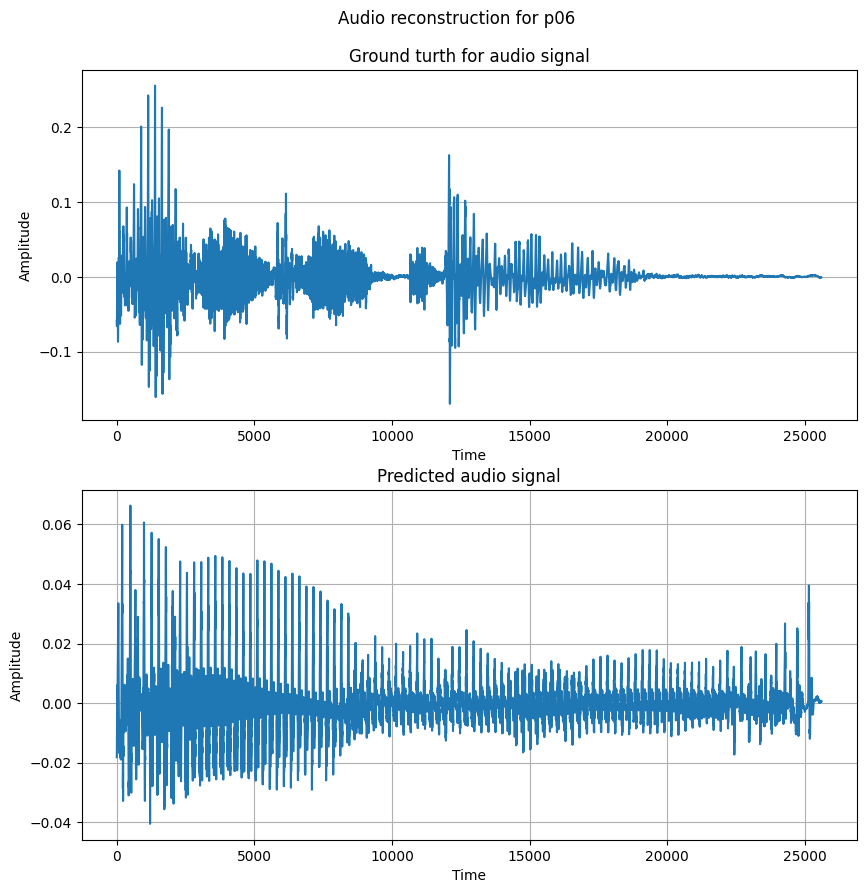 Audio reconstruction for p06
Ground turth for audio signal
0.2
0.1
0.0
−0.1
Amplitude
0 5000 10000 15000 20000 25000
Time
Predicted audio signal
0.06
0.04
0.02
0.00
−0.02
−0.04
Amplitude
0 5000 10000 15000 20000 25000
Time